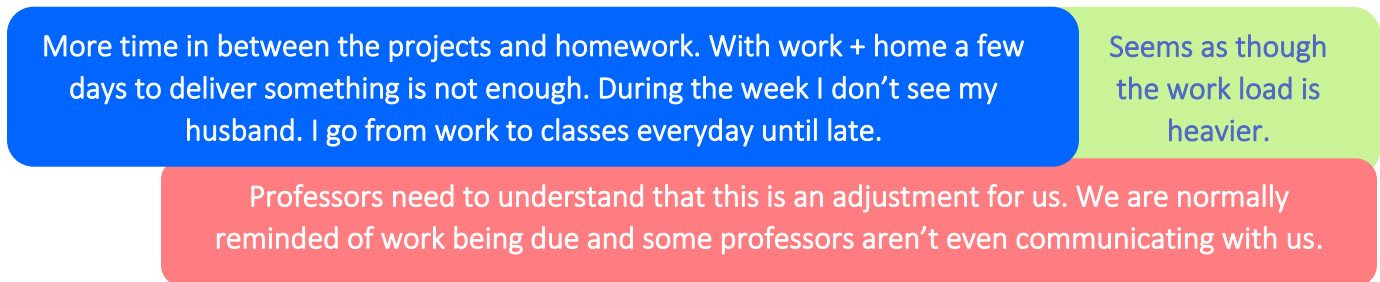 More time in between the projects and homework. With work + home a few
days to deliver something is not enough. During the week I don’t see my
husband. I go from work to classes everyday until late.
Seems as though
the work load is
heavier.
Professors need to understand that this is an adjustment for us. We are normally
reminded of work being due and some professors aren’t even communicating with us.